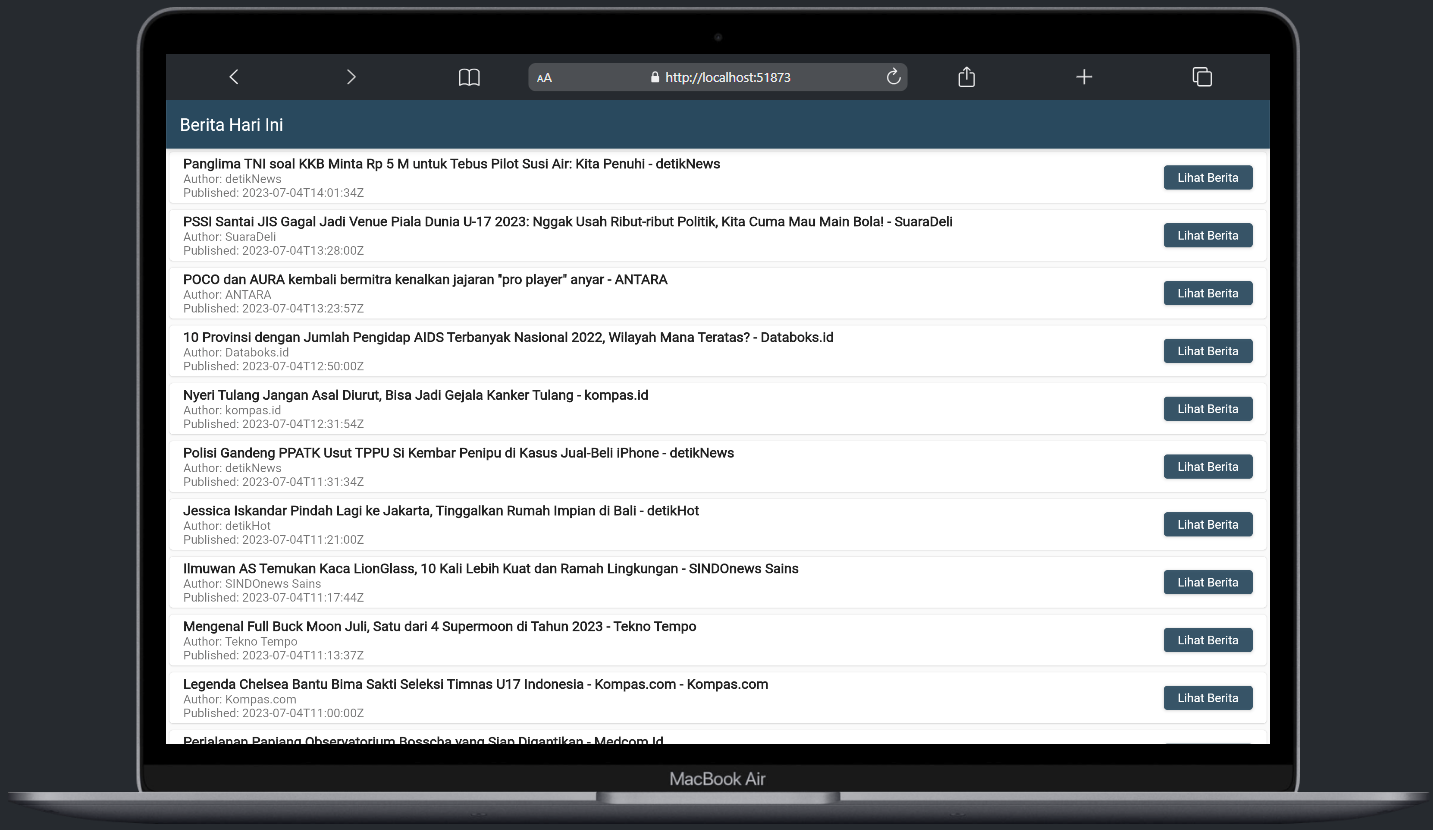 AA
http://localhost:51873
Berita Hari Ini
Panglima TNI soal KKB Minta Rp 5 M untuk Tebus Pilot Susi Air: Kita Penuhi - detikNews
Author: detikNews
Published: 2023-07-04T14:01:34Z
Lihat Berita
PSSI Santai JIS Gagal Jadi Venue Piala Dunia U-17 2023: Nggak Usah Ribut-ribut Politik, Kita Cuma Mau Main Bola! - SuaraDeli
Author: SuaraDeli
Published: 2023-07-04T13:28:00Z
Lihat Berita
POCO dan AURA kembali bermitra kenalkan jajaran "pro player" anyar - ANTARA
Author: ANTARA
Published: 2023-07-04T13:23:57Z
Lihat Berita
10 Provinsi dengan Jumlah Pengidap AIDS Terbanyak Nasional 2022, Wilayah Mana Teratas? - Databoks.id
Author: Databoks.id
Published: 2023-07-04T12:50:00Z
Lihat Berita
Nyeri Tulang Jangan Asal Diurut, Bisa Jadi Gejala Kanker Tulang - kompas.id
Author: kompas.id
Published: 2023-07-04T12:31:54Z
Lihat Berita
Polisi Gandeng PPATK Usut TPPU Si Kembar Penipu di Kasus Jual-Beli iPhone - detikNews
Author: detikNews
Published: 2023-07-04T11:31:34Z
Lihat Berita
Jessica Iskandar Pindah Lagi ke Jakarta, Tinggalkan Rumah Impian di Bali - detikHot
Author: detikHot
Published: 2023-07-04T11:21:00Z
Lihat Berita
Ilmuwan AS Temukan Kaca LionGlass, 10 Kali Lebih Kuat dan Ramah Lingkungan - SINDOnews Sains
Author: SINDOnews Sains
Published: 2023-07-04T11:17:44Z
Lihat Berita
Mengenal Full Buck Moon Juli, Satu dari 4 Supermoon di Tahun 2023 - Tekno Tempo
Author: Tekno Tempo
Published: 2023-07-04T11:13:37Z
Lihat Berita
Legenda Chelsea Bantu Bima Sakti Seleksi Timnas U17 Indonesia - Kompas.com - Kompas.com
Author: Kompas.com
Published: 2023-07-04T11:00:00Z
Lihat Berita
Perjalanan Panjang Observatorium Bosscha yang Siap Digantikan - Medcom.Id
MacBook Air